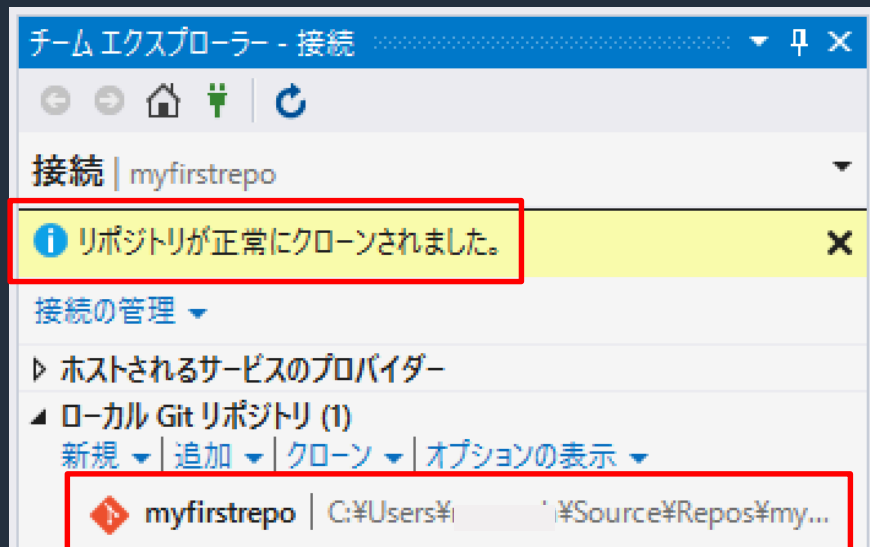 チーム エクスプローラー - 接続
接続 | myfirstrepo
リポジトリが正常にクローンされました。
接続の管理
ホストされるサービスのプロバイダー
ローカル Git リポジトリ (1)
新規 | 追加 | クローン | オプションの表示
myfirstrepo | C:¥Users¥ ¥Source¥Repos¥my...